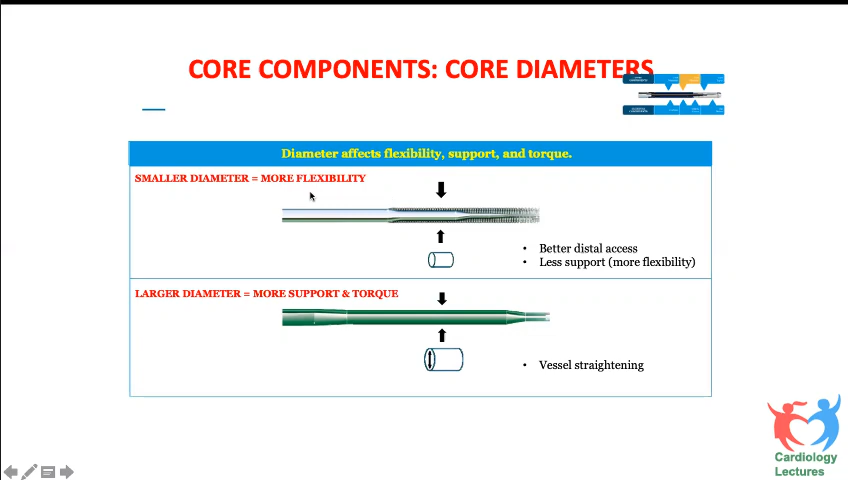 CORE COMPONENTS: CORE DIAMETERS
Diameter affects flexibility, support, and torque.
SMALLER DIAMETER = MORE FLEXIBILITY
• Better distal access
• Less support (more flexibility)
LARGER DIAMETER = MORE SUPPORT & TORQUE
• Vessel straightening
Cardiology
Lectures